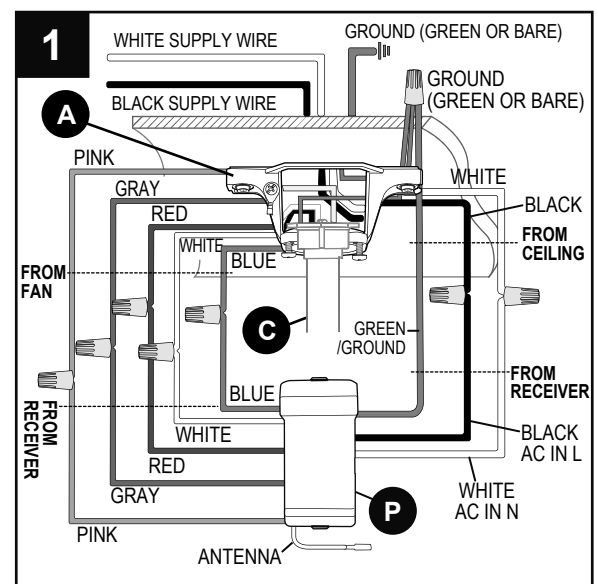 1
WHITE SUPPLY WIRE
GROUND (GREEN OR BARE)
BLACK SUPPLY WIRE
GROUND
(GREEN OR BARE)
A
PINK
GRAY
RED
WHITE
BLUE
WHITE
BLACK
FROM
CEILING
FROM
FAN
C
GREEN
/GROUND
FROM
RECEIVER
BLUE
FROM
RECEIVER
WHITE
BLACK
AC IN L
RED
WHITE
AC IN N
GRAY
P
PINK
ANTENNA